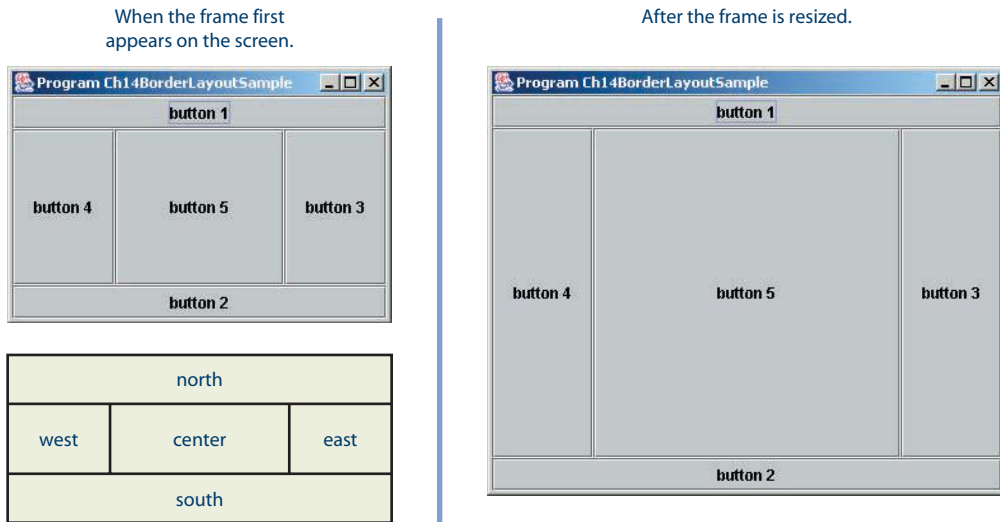 When the frame first
appears on the screen.
Program Ch14BorderLayoutSample
button 1
button 4
button 5
button 3
button 2
north
west
center
east
south
After the frame is resized.
Program Ch14BorderLayoutSample
button 1
button 4
button 5
button 3
button 2